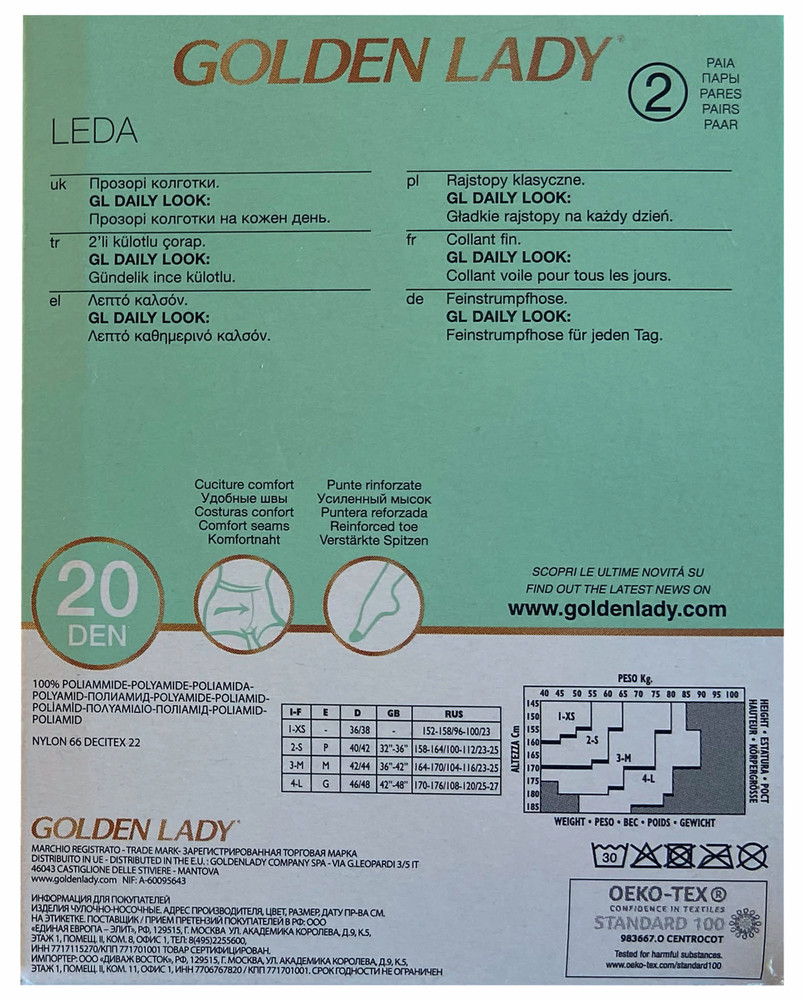 GOLDEN LADY®
2
PAIA
ПАРЫ
PARES
PAIRS
PAAR
LEDA
uk Прозорі колготки.
GL DAILY LOOK:
Прозорі колготки на кожен день.
tr 2'li külotlu çorap.
GL DAILY LOOK:
Gündelik ince külotlu.
el Λεπτό καλσόν.
GL DAILY LOOK:
Λεπτό καθημερινό καλσόν.
pl Rajstopy klasyczne.
GL DAILY LOOK:
Gładkie rajstopy na każdy dzień.
fr Collant fin.
GL DAILY LOOK:
Collant voile pour tous les jours.
de Feinstrumpfhose.
GL DAILY LOOK:
Feinstrumpfhose für jeden Tag.
Cuciture comfort
Удобные швы
Costuras confort
Comfort seams
Komfortnaht
Punte rinforzate
Усиленный мысок
Puntera reforzada
Reinforced toe
Verstärkte Spitzen
20
DEN
SCOPRI LE ULTIME NOVITÁ SU
FIND OUT THE LATEST NEWS ON
www.goldenlady.com
100% POLIAMMIDE-POLYAMIDE-POLIAMIDA-
POLYAMID-ПОЛИАМИД-POLYAMIDE-POLIAMID-
POLİAMİD-ΠΟΛΥΑΜΙΔΙΟ-ПОЛІАМІД-POLIAMID-
POLIAMID
NYLON 66 DECITEX 22
I-F E D GB RUS
1-XS - 36/38 - 152-158/96-100/23
2-S P 40/42 32"-36" 158-164/100-112/23-25
3-M M 42/44 36"-42" 164-170/104-116/23-25
4-L G 46/48 42"-48" 170-176/108-120/25-27
PESO Kg.
40 45 50 55 60 65 70 75 80 85 90 95 100
ALTEZZA Cm
145
150
155
160
165
170
175
180
185
1-XS
2-S
3-M
4-L
HEIGHT • ESTATURA • РОСТ
HAUTEUR • KÖRPERGRÖSSE
WEIGHT • PESO • ВЕС • POIDS • GEWICHT
GOLDEN LADY®
MARCHIO REGISTRATO - TRADE MARK- ЗАРЕГИСТРИРОВАННАЯ ТОРГОВАЯ МАРКА
DISTRIBUITO IN UE - DISTRIBUTED IN THE E.U. : GOLDENLADY COMPANY SPA - VIA G.LEOPARDI 3/5 IT
46043 CASTIGLIONE DELLE STIVIERE - MANTOVA
www.goldenlady.com NIF: A-60095643
ИНФОРМАЦИЯ ДЛЯ ПОКУПАТЕЛЕЙ
ИЗДЕЛИЯ ЧУЛОЧНО-НОСОЧНЫЕ. АДРЕС ПРОИЗВОДИТЕЛЯ, ЦВЕТ, РАЗМЕР, ДАТУ ПР-ВА СМ.
НА ЭТИКЕТКЕ. ПОСТАВЩИК / ПРИЕМ ПРЕТЕНЗИЙ ПОКУПАТЕЛЕЙ В РФ: ООО
«ЕДИНАЯ ЕВРОПА – ЭЛИТ», РФ, 129515, Г. МОСКВА УЛ. АКАДЕМИКА КОРОЛЕВА, Д.9, К.5,
ЭТАЖ 1, ПОМЕЩ. II, КОМ. 8, ОФИС 1, ТЕЛ: 8(495)2255600,
ИНН 7717115270/КПП 771701001 ТОВАР СЕРТИФИЦИРОВАН.
ИМПОРТЕР: ООО «ДИВАЖ ВОСТОК», РФ, 129515, Г. МОСКВА УЛ. АКАДЕМИКА КОРОЛЕВА, Д.9, К.5,
ЭТАЖ 1, ПОМЕЩ. II, КОМ. 11, ОФИС 1, ИНН 7706767820 / КПП 771701001. СРОК ГОДНОСТИ НЕ ОГРАНИЧЕН
30
OEKO-TEX®
CONFIDENCE IN TEXTILES
STANDARD 100
983667.O CENTROCOT
Tested for harmful substances.
www.oeko-tex.com/standard100